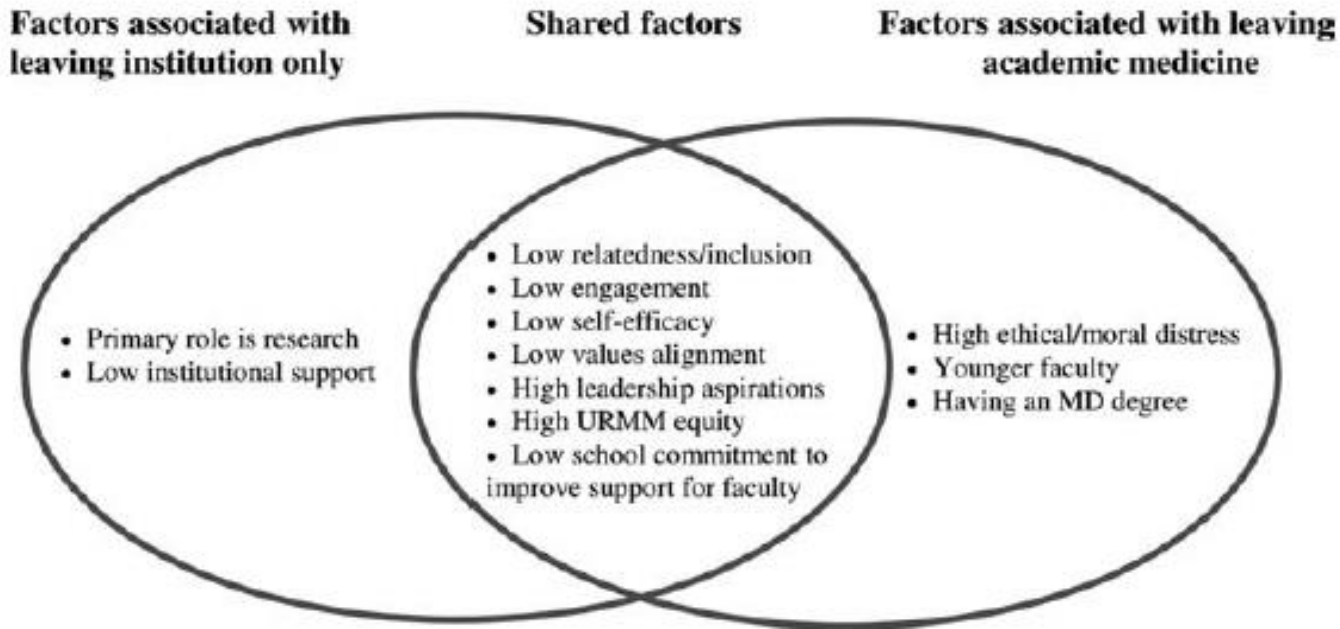 Factors associated with
leaving institution only
Shared factors
Factors associated with leaving
academic medicine
• Primary role is research
• Low institutional support
• Low relatedness/inclusion
• Low engagement
• Low self-efficacy
• Low values alignment
• High leadership aspirations
• High URMM equity
• Low school commitment to
improve support for faculty
• High ethical/moral distress
• Younger faculty
• Having an MD degree